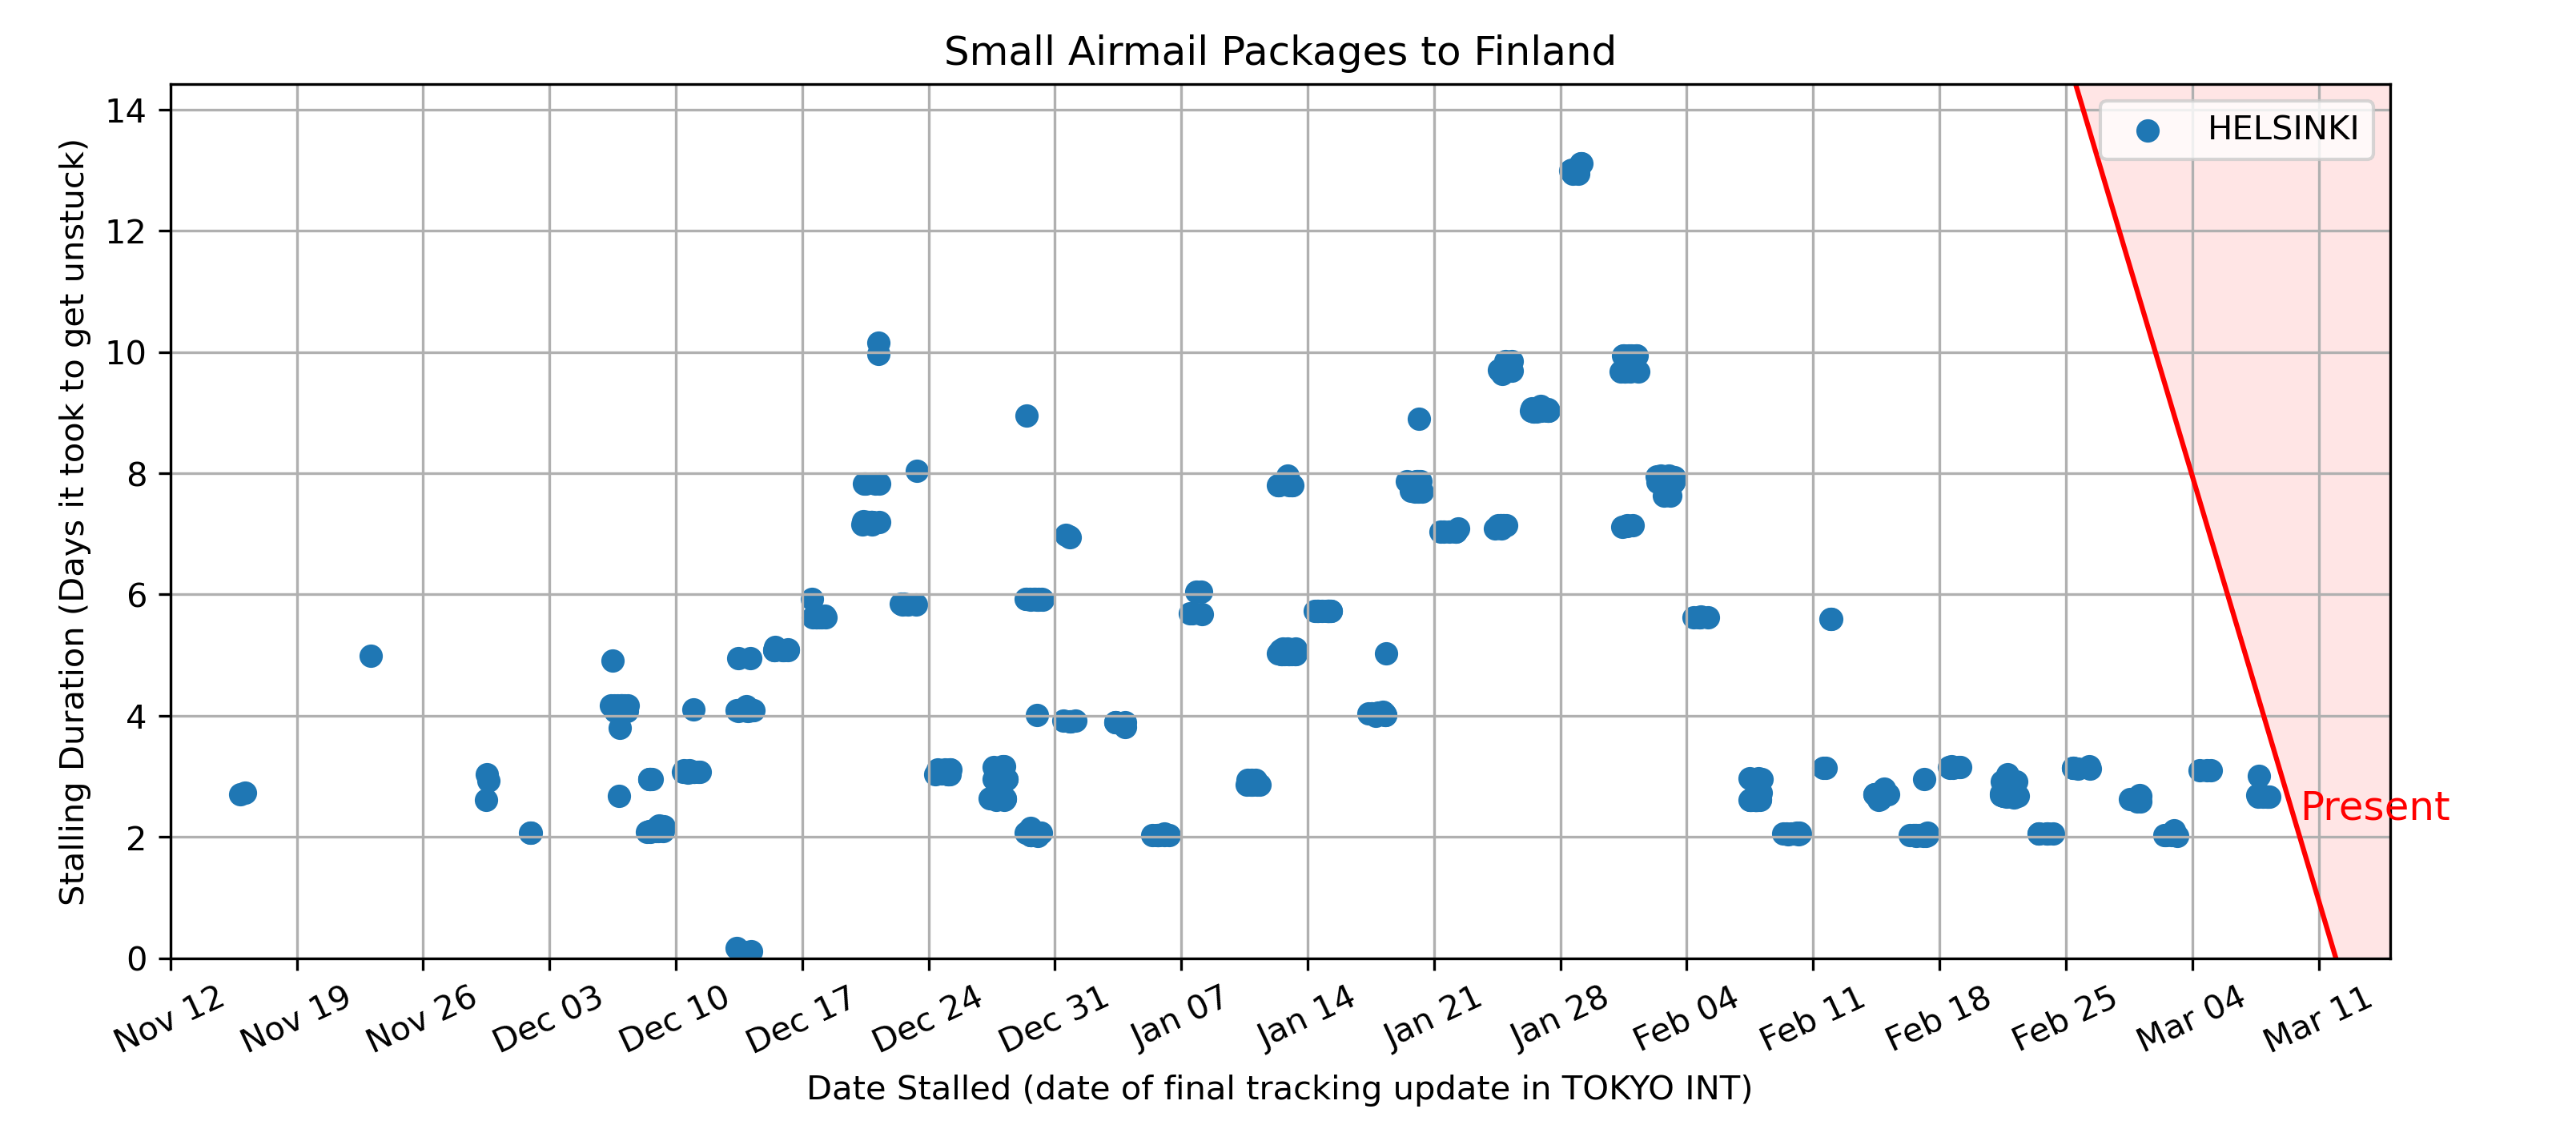 Small Airmail Packages to Finland
Stalling Duration (Days it took to get unstuck)
14
12
10
8
6
4
2
0
HELSINKI
Present
Nov 12
Nov 19
Nov 26
Dec 03
Dec 10
Dec 17
Dec 24
Dec 31
Jan 07
Jan 14
Jan 21
Jan 28
Feb 04
Feb 11
Feb 18
Feb 25
Mar 04
Mar 11
Date Stalled (date of final tracking update in TOKYO INT)